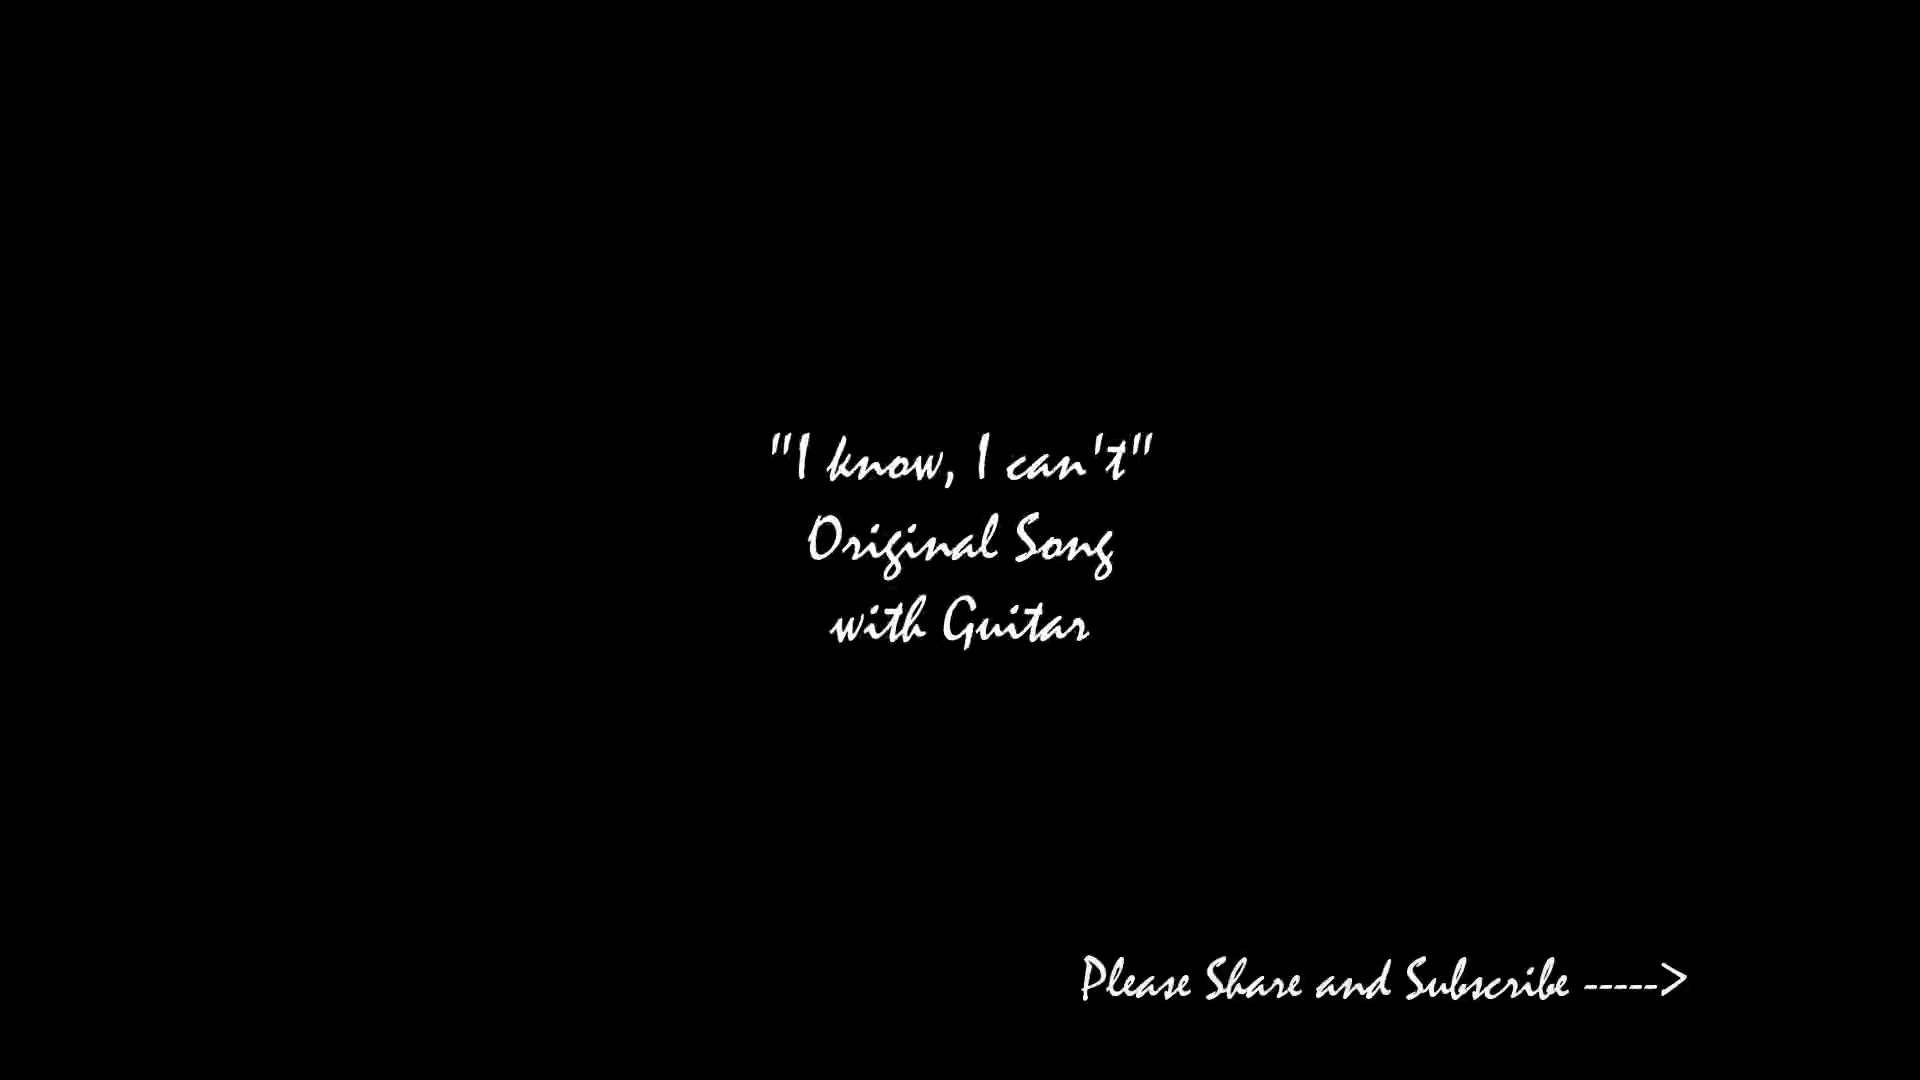 "I know, I can't"
Original Song
with Guitar
Please Share and Subscribe ----->